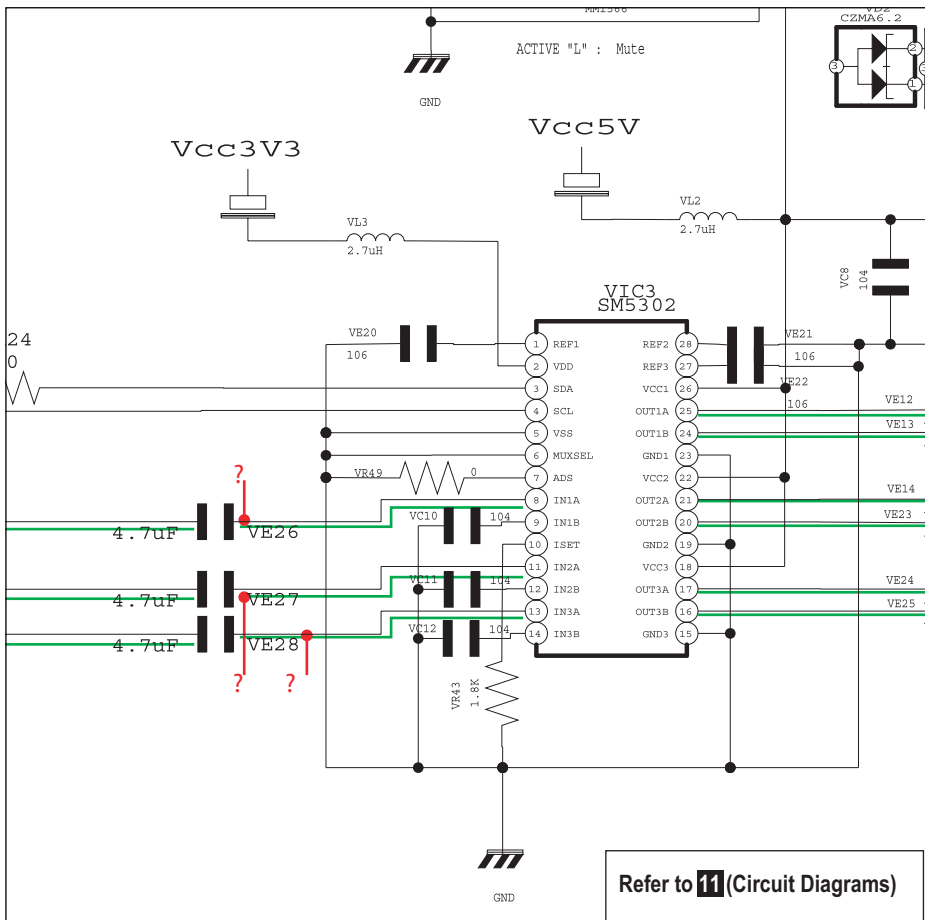 MM1566
VD2
CZMA6.2
ACTIVE "L" : Mute
3
2
1
GND
Vcc5V
Vcc3V3
VL2
2.7uH
VL3
2.7uH
VC8
104
VIC3
SM5302
24
0
VE20
106
VE21
106
VE22
106
1 REF1
2 VDD
3 SDA
4 SCL
5 VSS
6 MUXSEL
7 ADS
8 IN1A
9 IN1B
10 ISET
11 IN2A
12 IN2B
13 IN3A
14 IN3B
REF2 28
REF3 27
VCC1 26
OUT1A 25
OUT1B 24
GND1 23
VCC2 22
OUT2A 21
OUT2B 20
GND2 19
VCC3 18
OUT3A 17
OUT3B 16
GND3 15
VE12
VE13
VE14
VE23
VE24
VE25
VR49 0
?
4.7uF VE26
VC10 104
4.7uF VE27
VC11 104
4.7uF VE28
VC12 104
? ?
VR43
1.8K
GND
Refer to 11 (Circuit Diagrams)